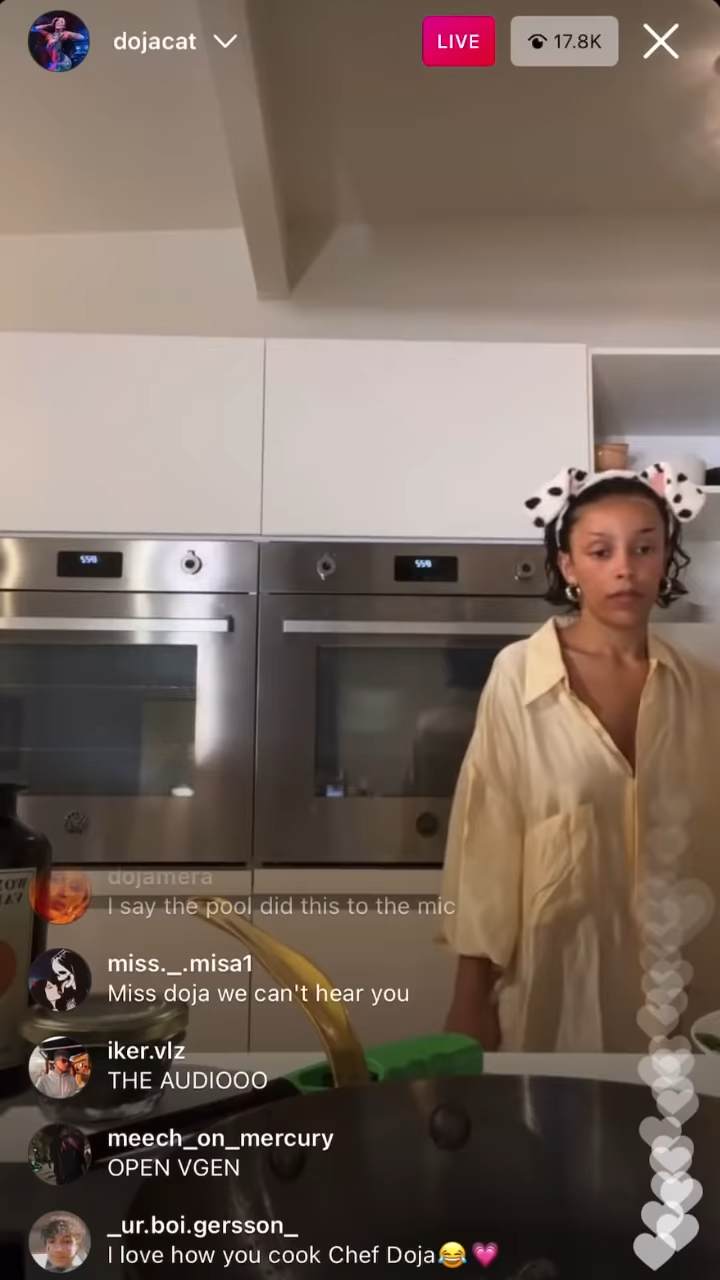 dojacat
LIVE
17.8K
dojamera
I say the pool did this to the mic
miss._.misa1
Miss doja we can't hear you
iker.vlz
THE AUDIOOO
meech_on_mercury
OPEN VGEN
_ur.boi.gersson_
I love how you cook Chef Doja😂💗